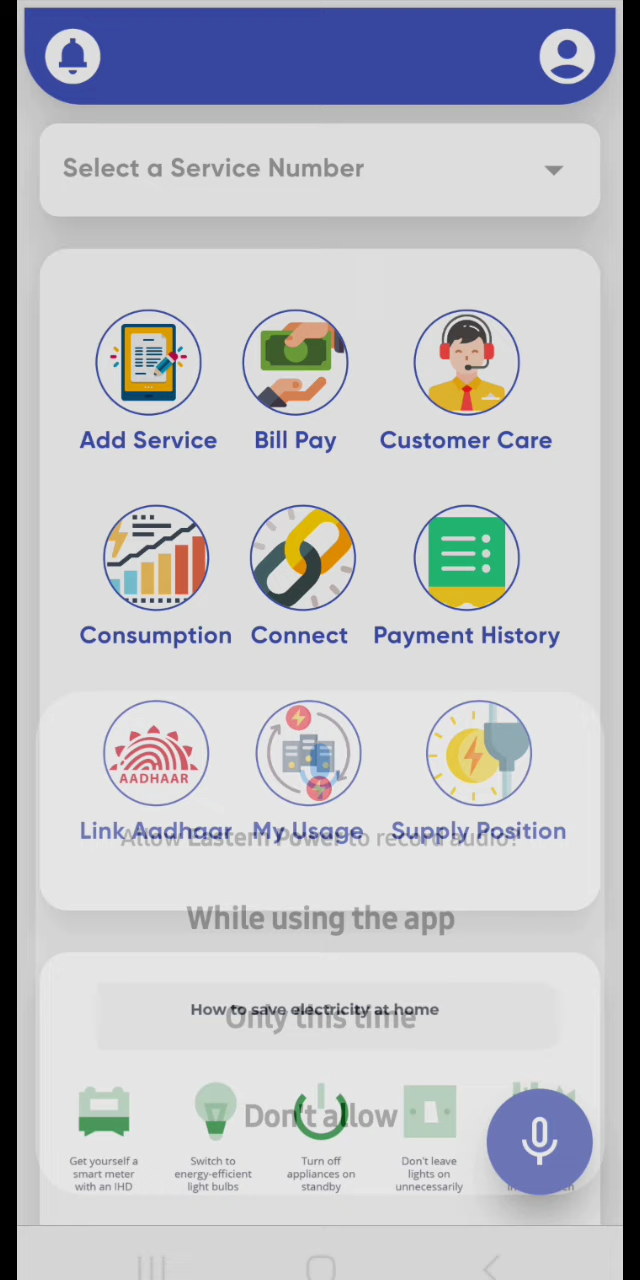 Select a Service Number
Add Service
Bill Pay
Customer Care
Consumption
Connect
Payment History
AADHAAR
Link Aadhaar
My Usage
Supply Position
Allow Eastern Power to record audio?
While using the app
How to save electricity at home
Only this time
Don't allow
Get yourself a
smart meter
with an IHD
Switch to
energy-efficient
light bulbs
Turn off
appliances on
standby
Don't leave
lights on
unnecessarily